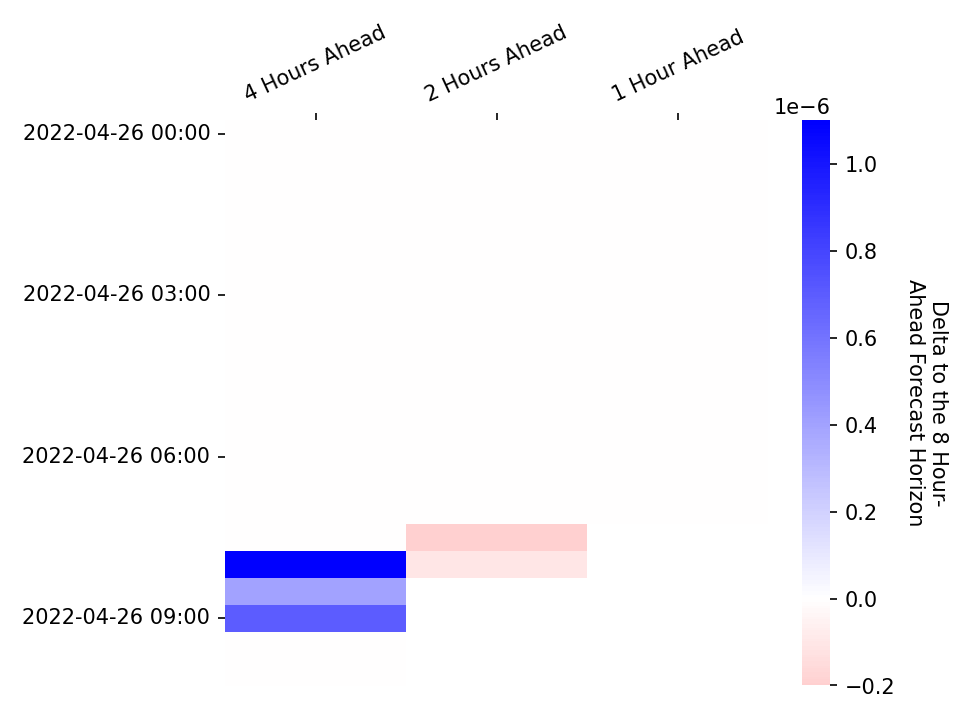 4 Hours Ahead
2 Hours Ahead
1 Hour Ahead
1e−6
2022-04-26 00:00
2022-04-26 03:00
2022-04-26 06:00
2022-04-26 09:00
1.0
0.8
0.6
0.4
0.2
0.0
−0.2
Delta to the 8 Hour-
Ahead Forecast Horizon